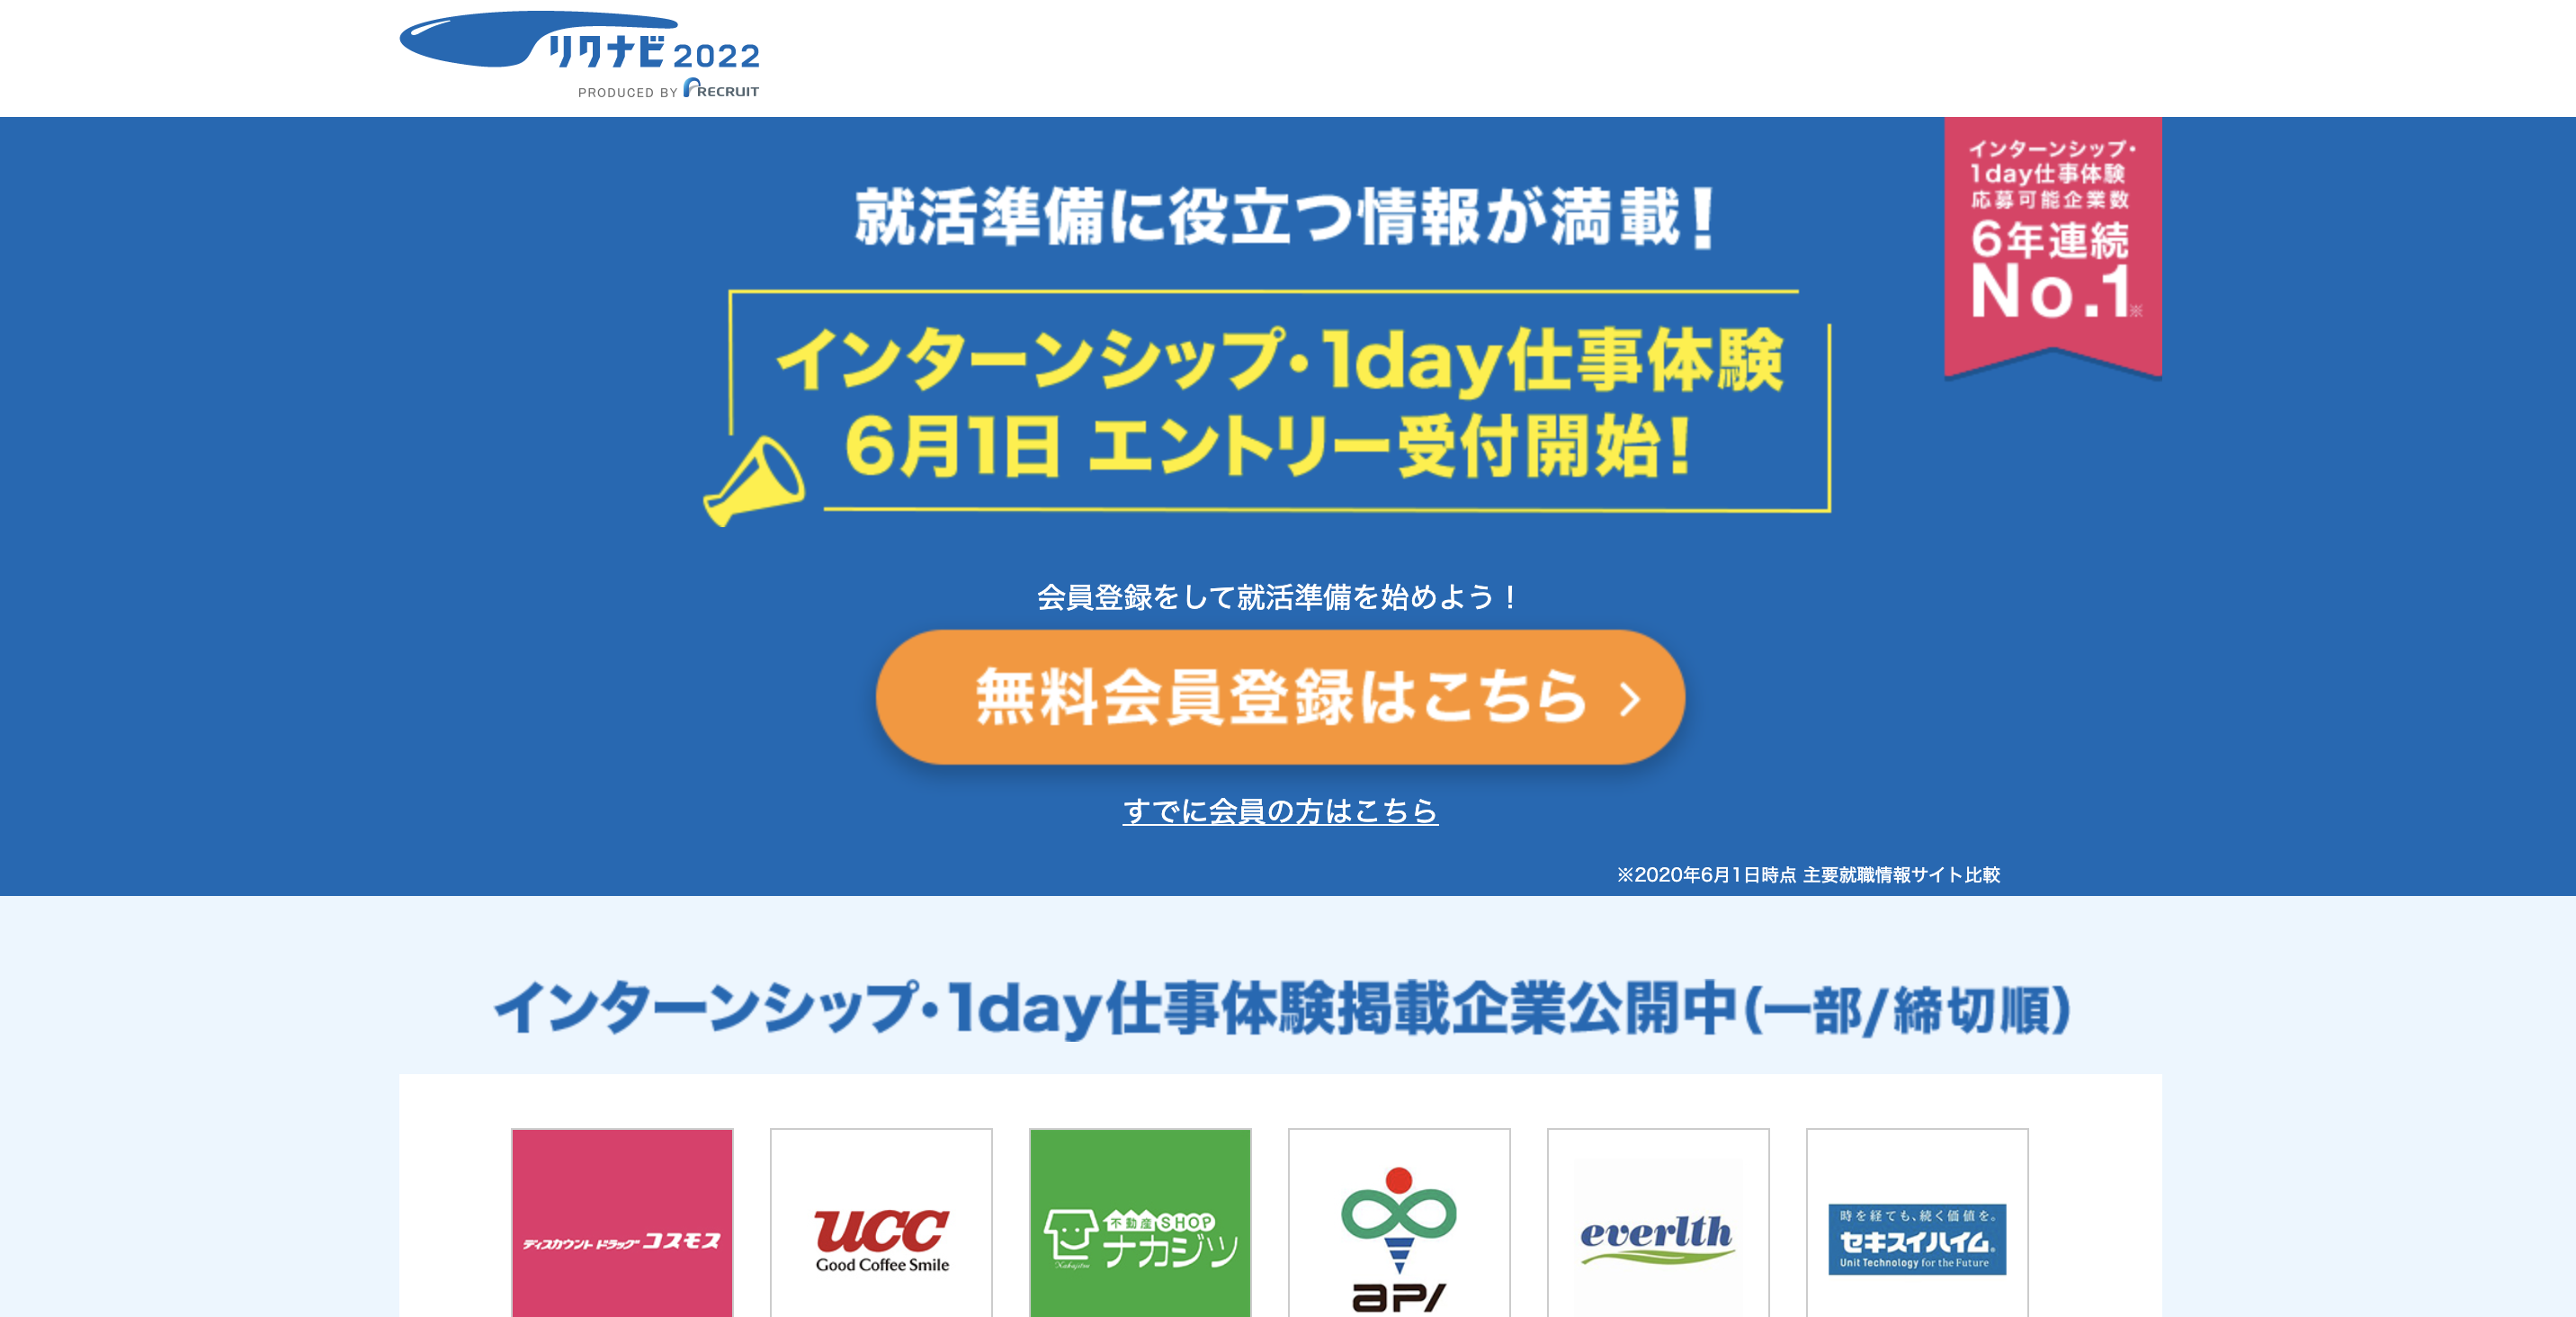 リクナビ2022
PRODUCED BY RECRUIT
インターンシップ・
1day仕事体験
応募可能企業数
6年連続
No.1※
就活準備に役立つ情報が満載!
インターンシップ・1day仕事体験
6月1日 エントリー受付開始!
会員登録をして就活準備を始めよう！
無料会員登録はこちら
すでに会員の方はこちら
※2020年6月1日時点 主要就職情報サイト比較
インターンシップ・1day仕事体験掲載企業公開中(一部/締切順)
ディスカウント ドラッグ コスモス
ucc
Good Coffee Smile
不動産SHOP
ナカジツ
Nakajitsu
aPi
everlth
時を経ても、続く価値を。
セキスイハイム。
Unit Technology for the Future